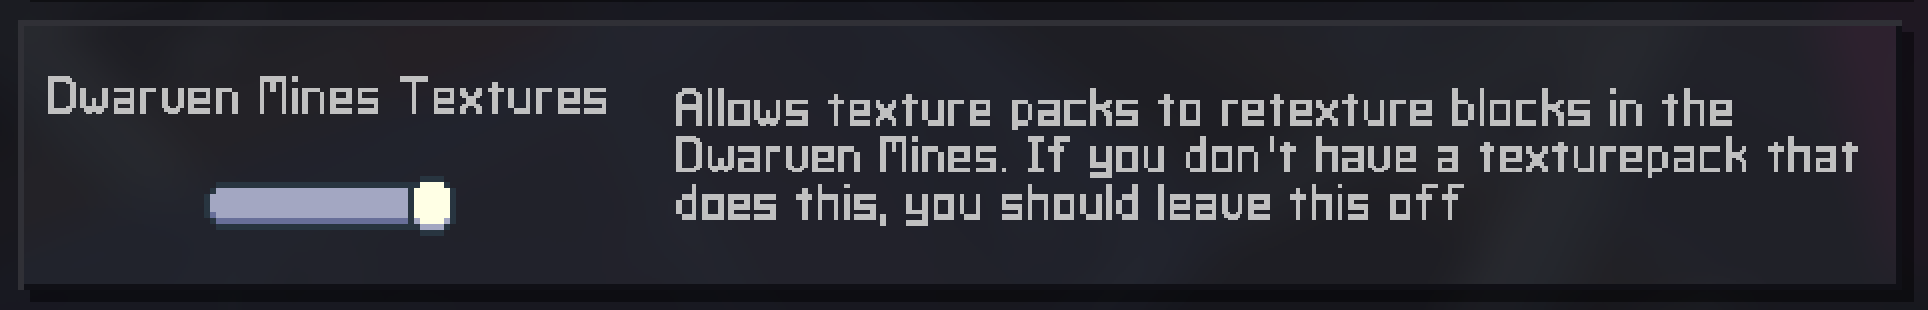 Dwarven Mines Textures
Allows texture packs to retexture blocks in the
Dwarven Mines. If you don't have a texturepack that
does this, you should leave this off